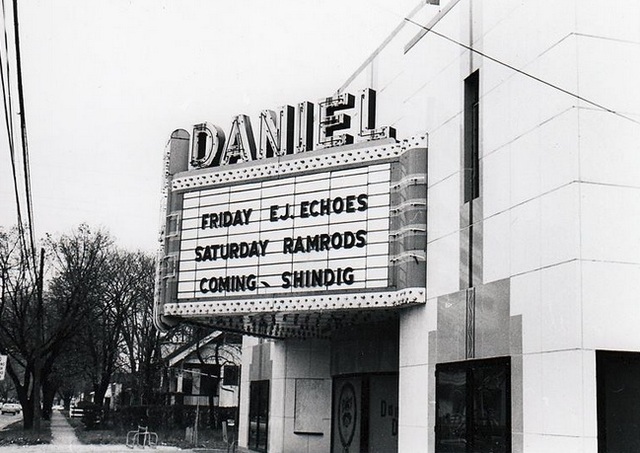 DANIEL
FRIDAY E.J. ECHOES
SATURDAY RAMRODS
COMING - SHINDIG